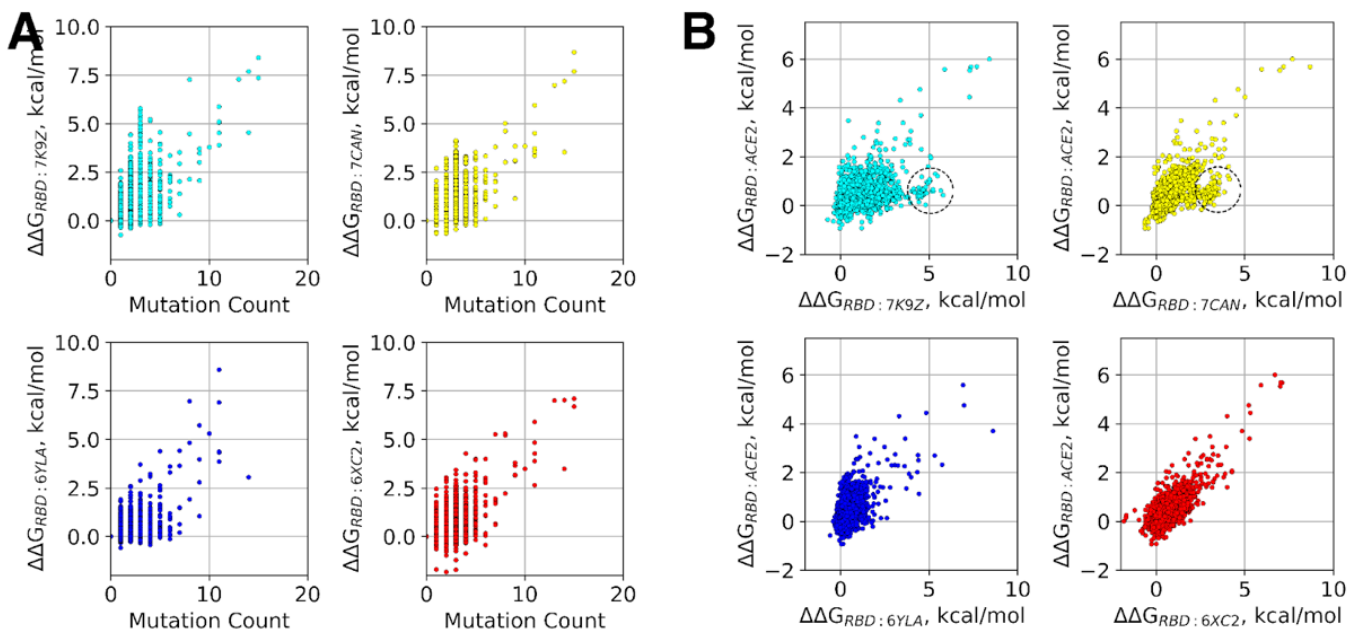 A
B
ΔΔG_RBD:7K9Z, kcal/mol
10.0
7.5
5.0
2.5
0.0
0 10 20
Mutation Count
ΔΔG_RBD:7CAN, kcal/mol
10.0
7.5
5.0
2.5
0.0
0 10 20
Mutation Count
ΔΔG_RBD:ACE2, kcal/mol
6
4
2
0
−2
0 5 10
ΔΔG_RBD:7K9Z, kcal/mol
ΔΔG_RBD:ACE2, kcal/mol
6
4
2
0
−2
0 5 10
ΔΔG_RBD:7CAN, kcal/mol
ΔΔG_RBD:6YLA, kcal/mol
10.0
7.5
5.0
2.5
0.0
0 10 20
Mutation Count
ΔΔG_RBD:6XC2, kcal/mol
10.0
7.5
5.0
2.5
0.0
0 10 20
Mutation Count
ΔΔG_RBD:ACE2, kcal/mol
6
4
2
0
−2
0 5 10
ΔΔG_RBD:6YLA, kcal/mol
ΔΔG_RBD:ACE2, kcal/mol
6
4
2
0
−2
0 5 10
ΔΔG_RBD:6XC2, kcal/mol